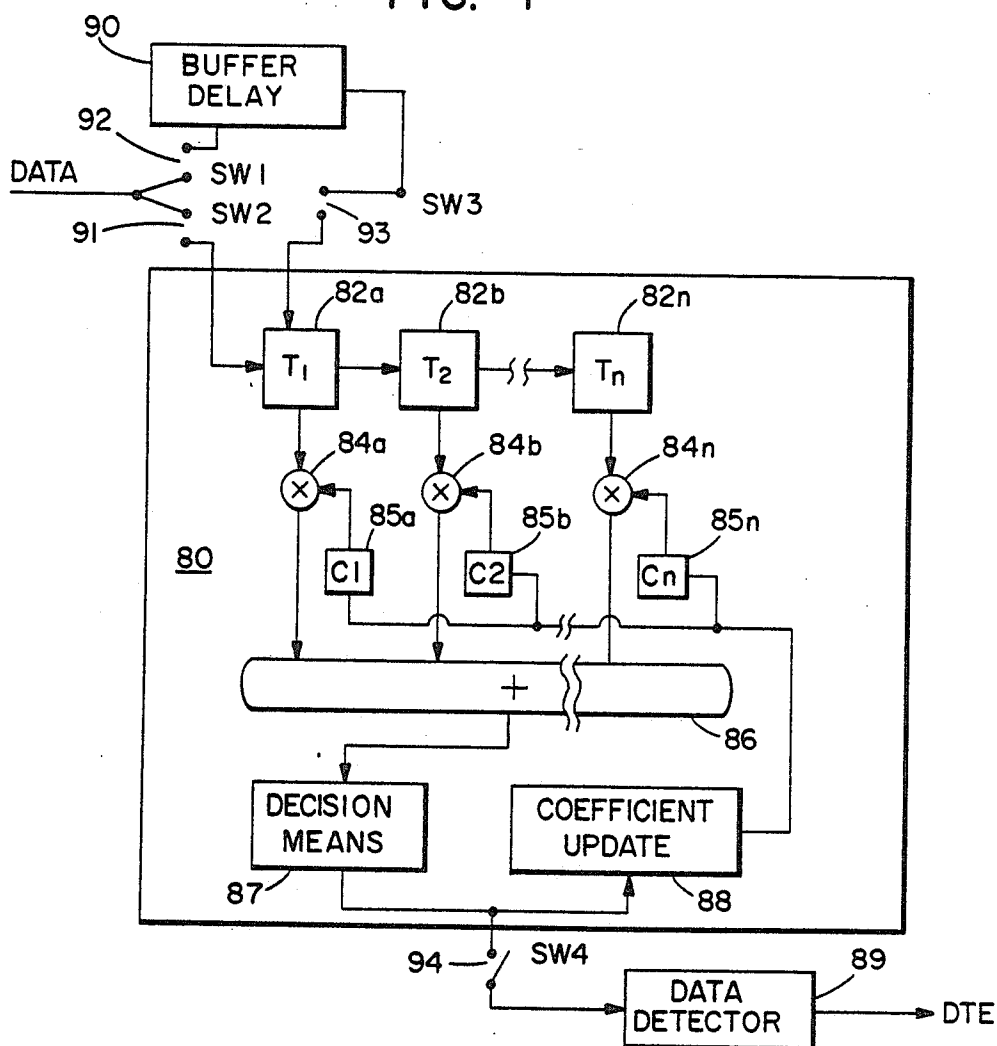 90
BUFFER
DELAY
92
DATA
SW1
SW2
SW3
91
93
82a
82b
82n
T1
T2
Tn
84a
84b
84n
85a
85b
85n
80
C1
C2
Cn
+
86
DECISION
MEANS
COEFFICIENT
UPDATE
87
88
94
SW4
89
DATA
DETECTOR
DTE